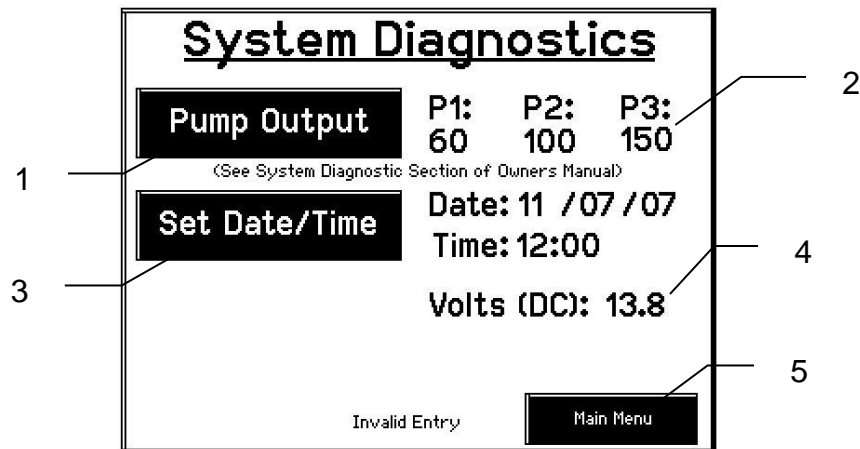 System Diagnostics
Pump Output
P1: P2: P3:
60 100 150
2
1
(See System Diagnostic Section of Owners Manual)
Set Date/Time
Date: 11 /07/07
Time: 12:00
4
3
Volts (DC): 13.8
5
Invalid Entry
Main Menu